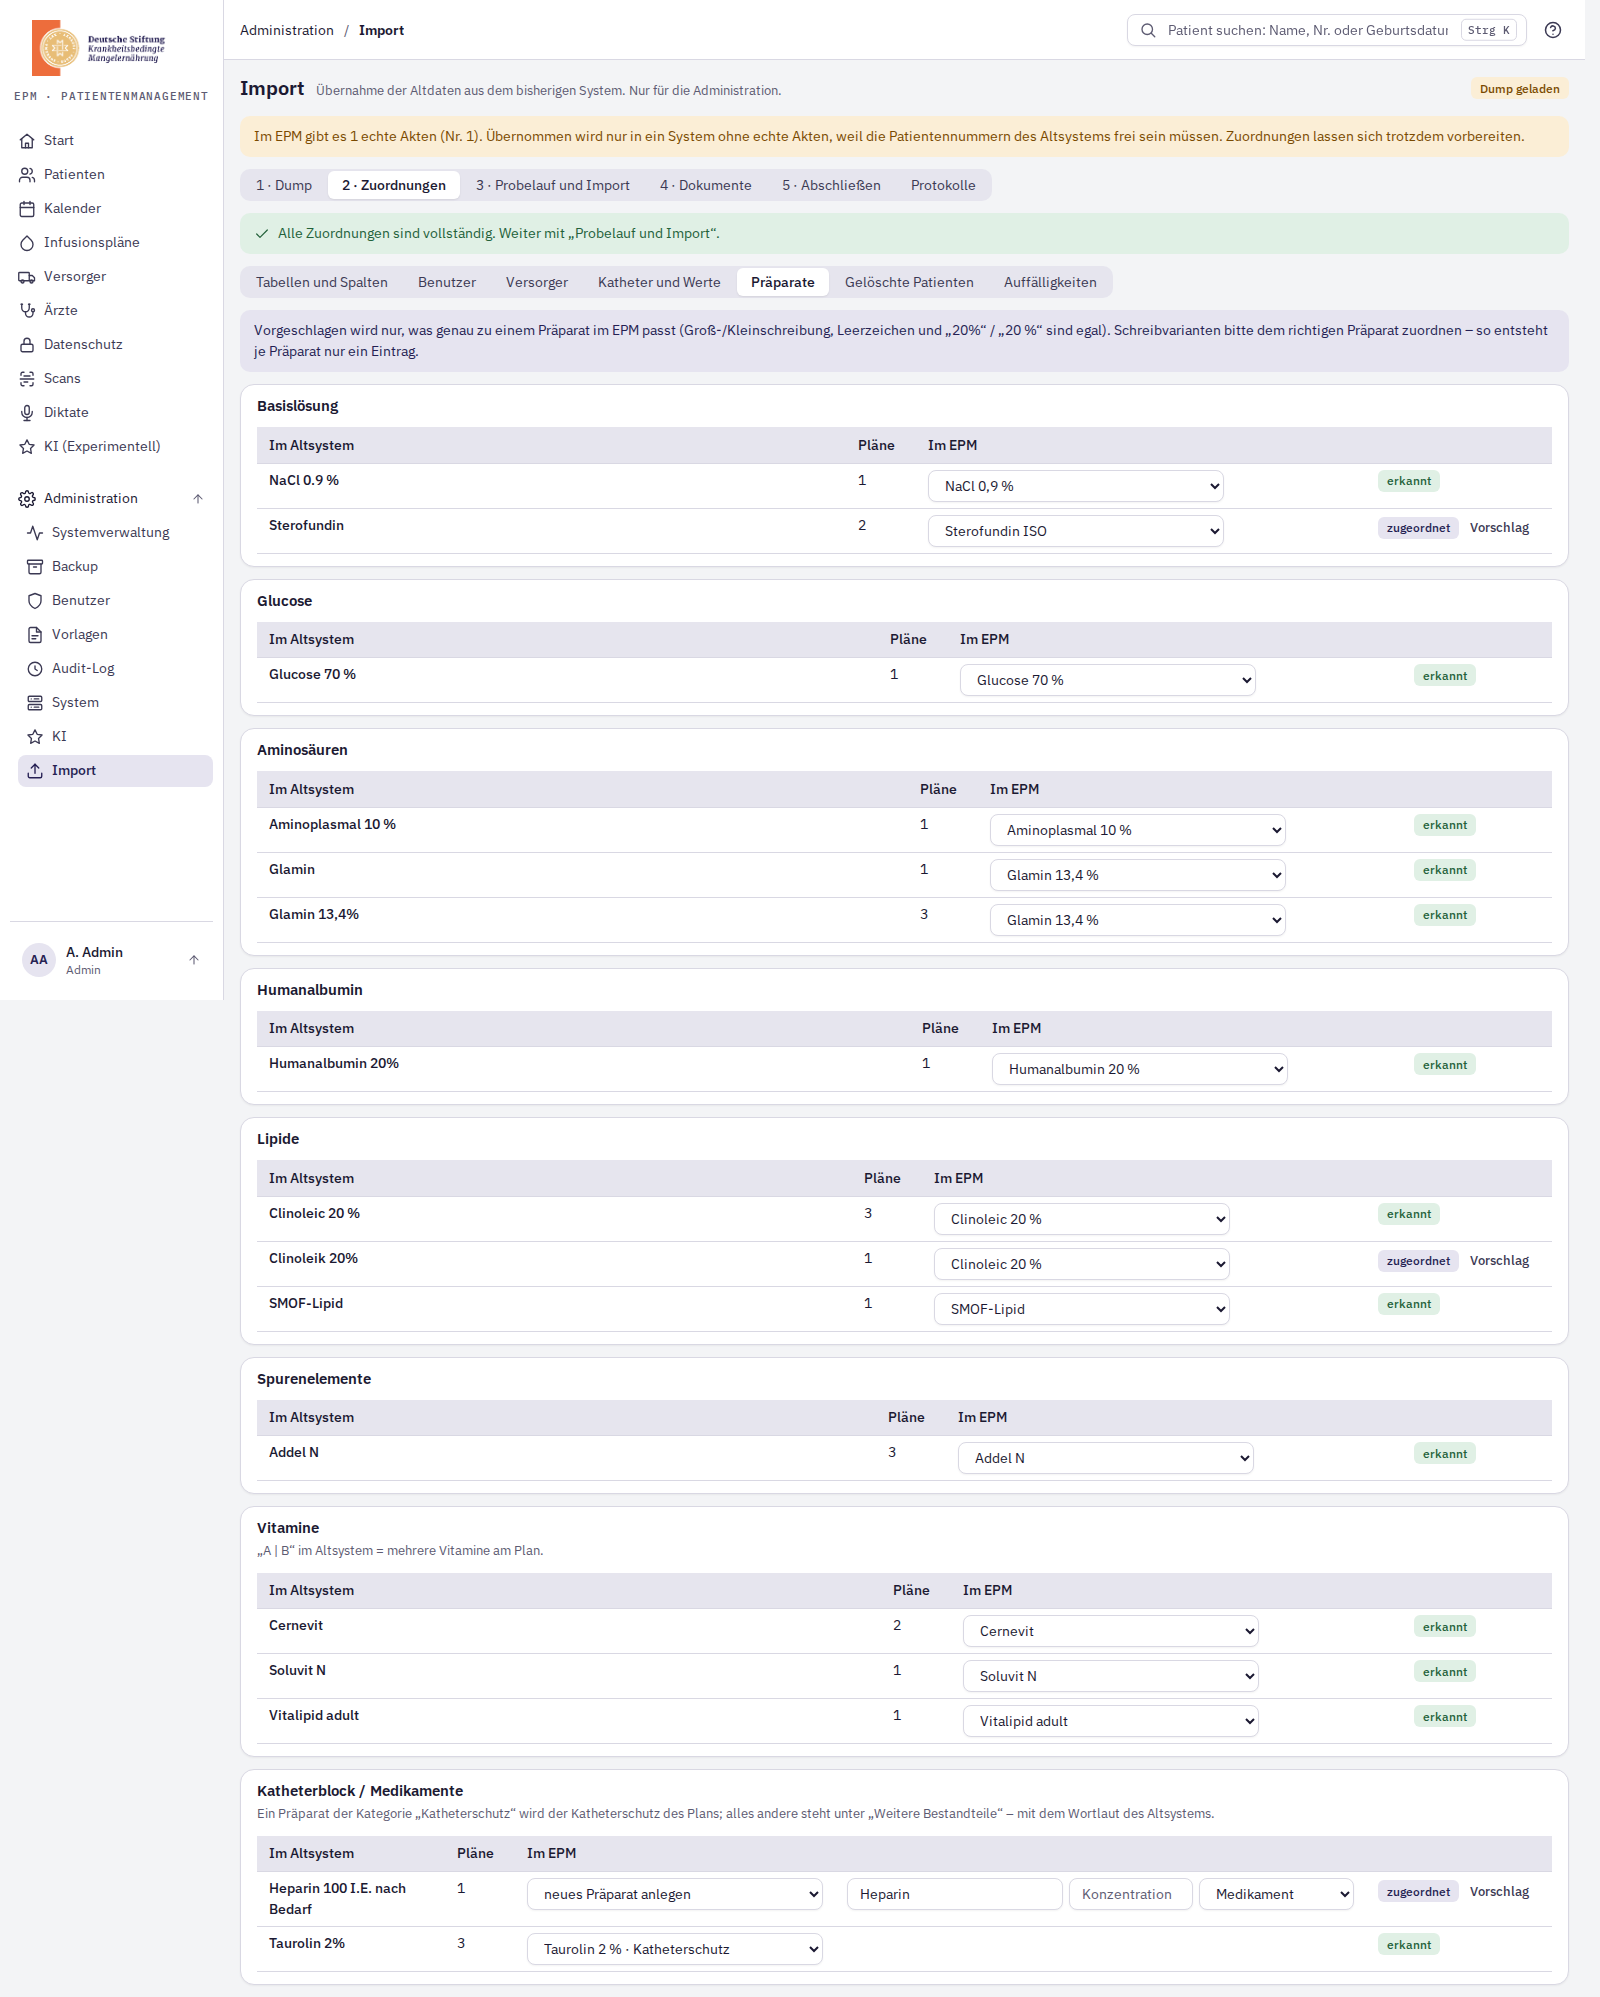 Deutsche Stiftung
Krankheitsbedingte
Mangelernährung
EPM · PATIENTENMANAGEMENT
Start
Patienten
Kalender
Infusionspläne
Versorger
Ärzte
Datenschutz
Scans
Diktate
KI (Experimentell)
Administration
Systemverwaltung
Backup
Benutzer
Vorlagen
Audit-Log
System
KI
Import
AA
A. Admin
Admin
Administration / Import
Patient suchen: Name, Nr. oder Geburtsdatur Strg K
Import Übernahme der Altdaten aus dem bisherigen System. Nur für die Administration. Dump geladen
Im EPM gibt es 1 echte Akten (Nr. 1). Übernommen wird nur in ein System ohne echte Akten, weil die Patientennummern des Altsystems frei sein müssen. Zuordnungen lassen sich trotzdem vorbereiten.
1 · Dump 2 · Zuordnungen 3 · Probelauf und Import 4 · Dokumente 5 · Abschließen Protokolle
Alle Zuordnungen sind vollständig. Weiter mit „Probelauf und Import“.
Tabellen und Spalten Benutzer Versorger Katheter und Werte Präparate Gelöschte Patienten Auffälligkeiten
Vorgeschlagen wird nur, was genau zu einem Präparat im EPM passt (Groß-/Kleinschreibung, Leerzeichen und „20%“ / „20 %“ sind egal). Schreibvarianten bitte dem richtigen Präparat zuordnen – so entsteht
je Präparat nur ein Eintrag.
Basislösung
Im Altsystem Pläne Im EPM
NaCl 0.9 % 1 NaCl 0,9 % erkannt
Sterofundin 2 Sterofundin ISO zugeordnet Vorschlag
Glucose
Im Altsystem Pläne Im EPM
Glucose 70 % 1 Glucose 70 % erkannt
Aminosäuren
Im Altsystem Pläne Im EPM
Aminoplasmal 10 % 1 Aminoplasmal 10 % erkannt
Glamin 1 Glamin 13,4 % erkannt
Glamin 13,4% 3 Glamin 13,4 % erkannt
Humanalbumin
Im Altsystem Pläne Im EPM
Humanalbumin 20% 1 Humanalbumin 20 % erkannt
Lipide
Im Altsystem Pläne Im EPM
Clinoleic 20 % 3 Clinoleic 20 % erkannt
Clinoleik 20% 1 Clinoleic 20 % zugeordnet Vorschlag
SMOF-Lipid 1 SMOF-Lipid erkannt
Spurenelemente
Im Altsystem Pläne Im EPM
Addel N 3 Addel N erkannt
Vitamine
„A | B“ im Altsystem = mehrere Vitamine am Plan.
Im Altsystem Pläne Im EPM
Cernevit 2 Cernevit erkannt
Soluvit N 1 Soluvit N erkannt
Vitalipid adult 1 Vitalipid adult erkannt
Katheterblock / Medikamente
Ein Präparat der Kategorie „Katheterschutz“ wird der Katheterschutz des Plans; alles andere steht unter „Weitere Bestandteile“ – mit dem Wortlaut des Altsystems.
Im Altsystem Pläne Im EPM
Heparin 100 I.E. nach 1 neues Präparat anlegen Heparin Konzentration Medikament zugeordnet Vorschlag
Bedarf
Taurolin 2% 3 Taurolin 2 % · Katheterschutz erkannt